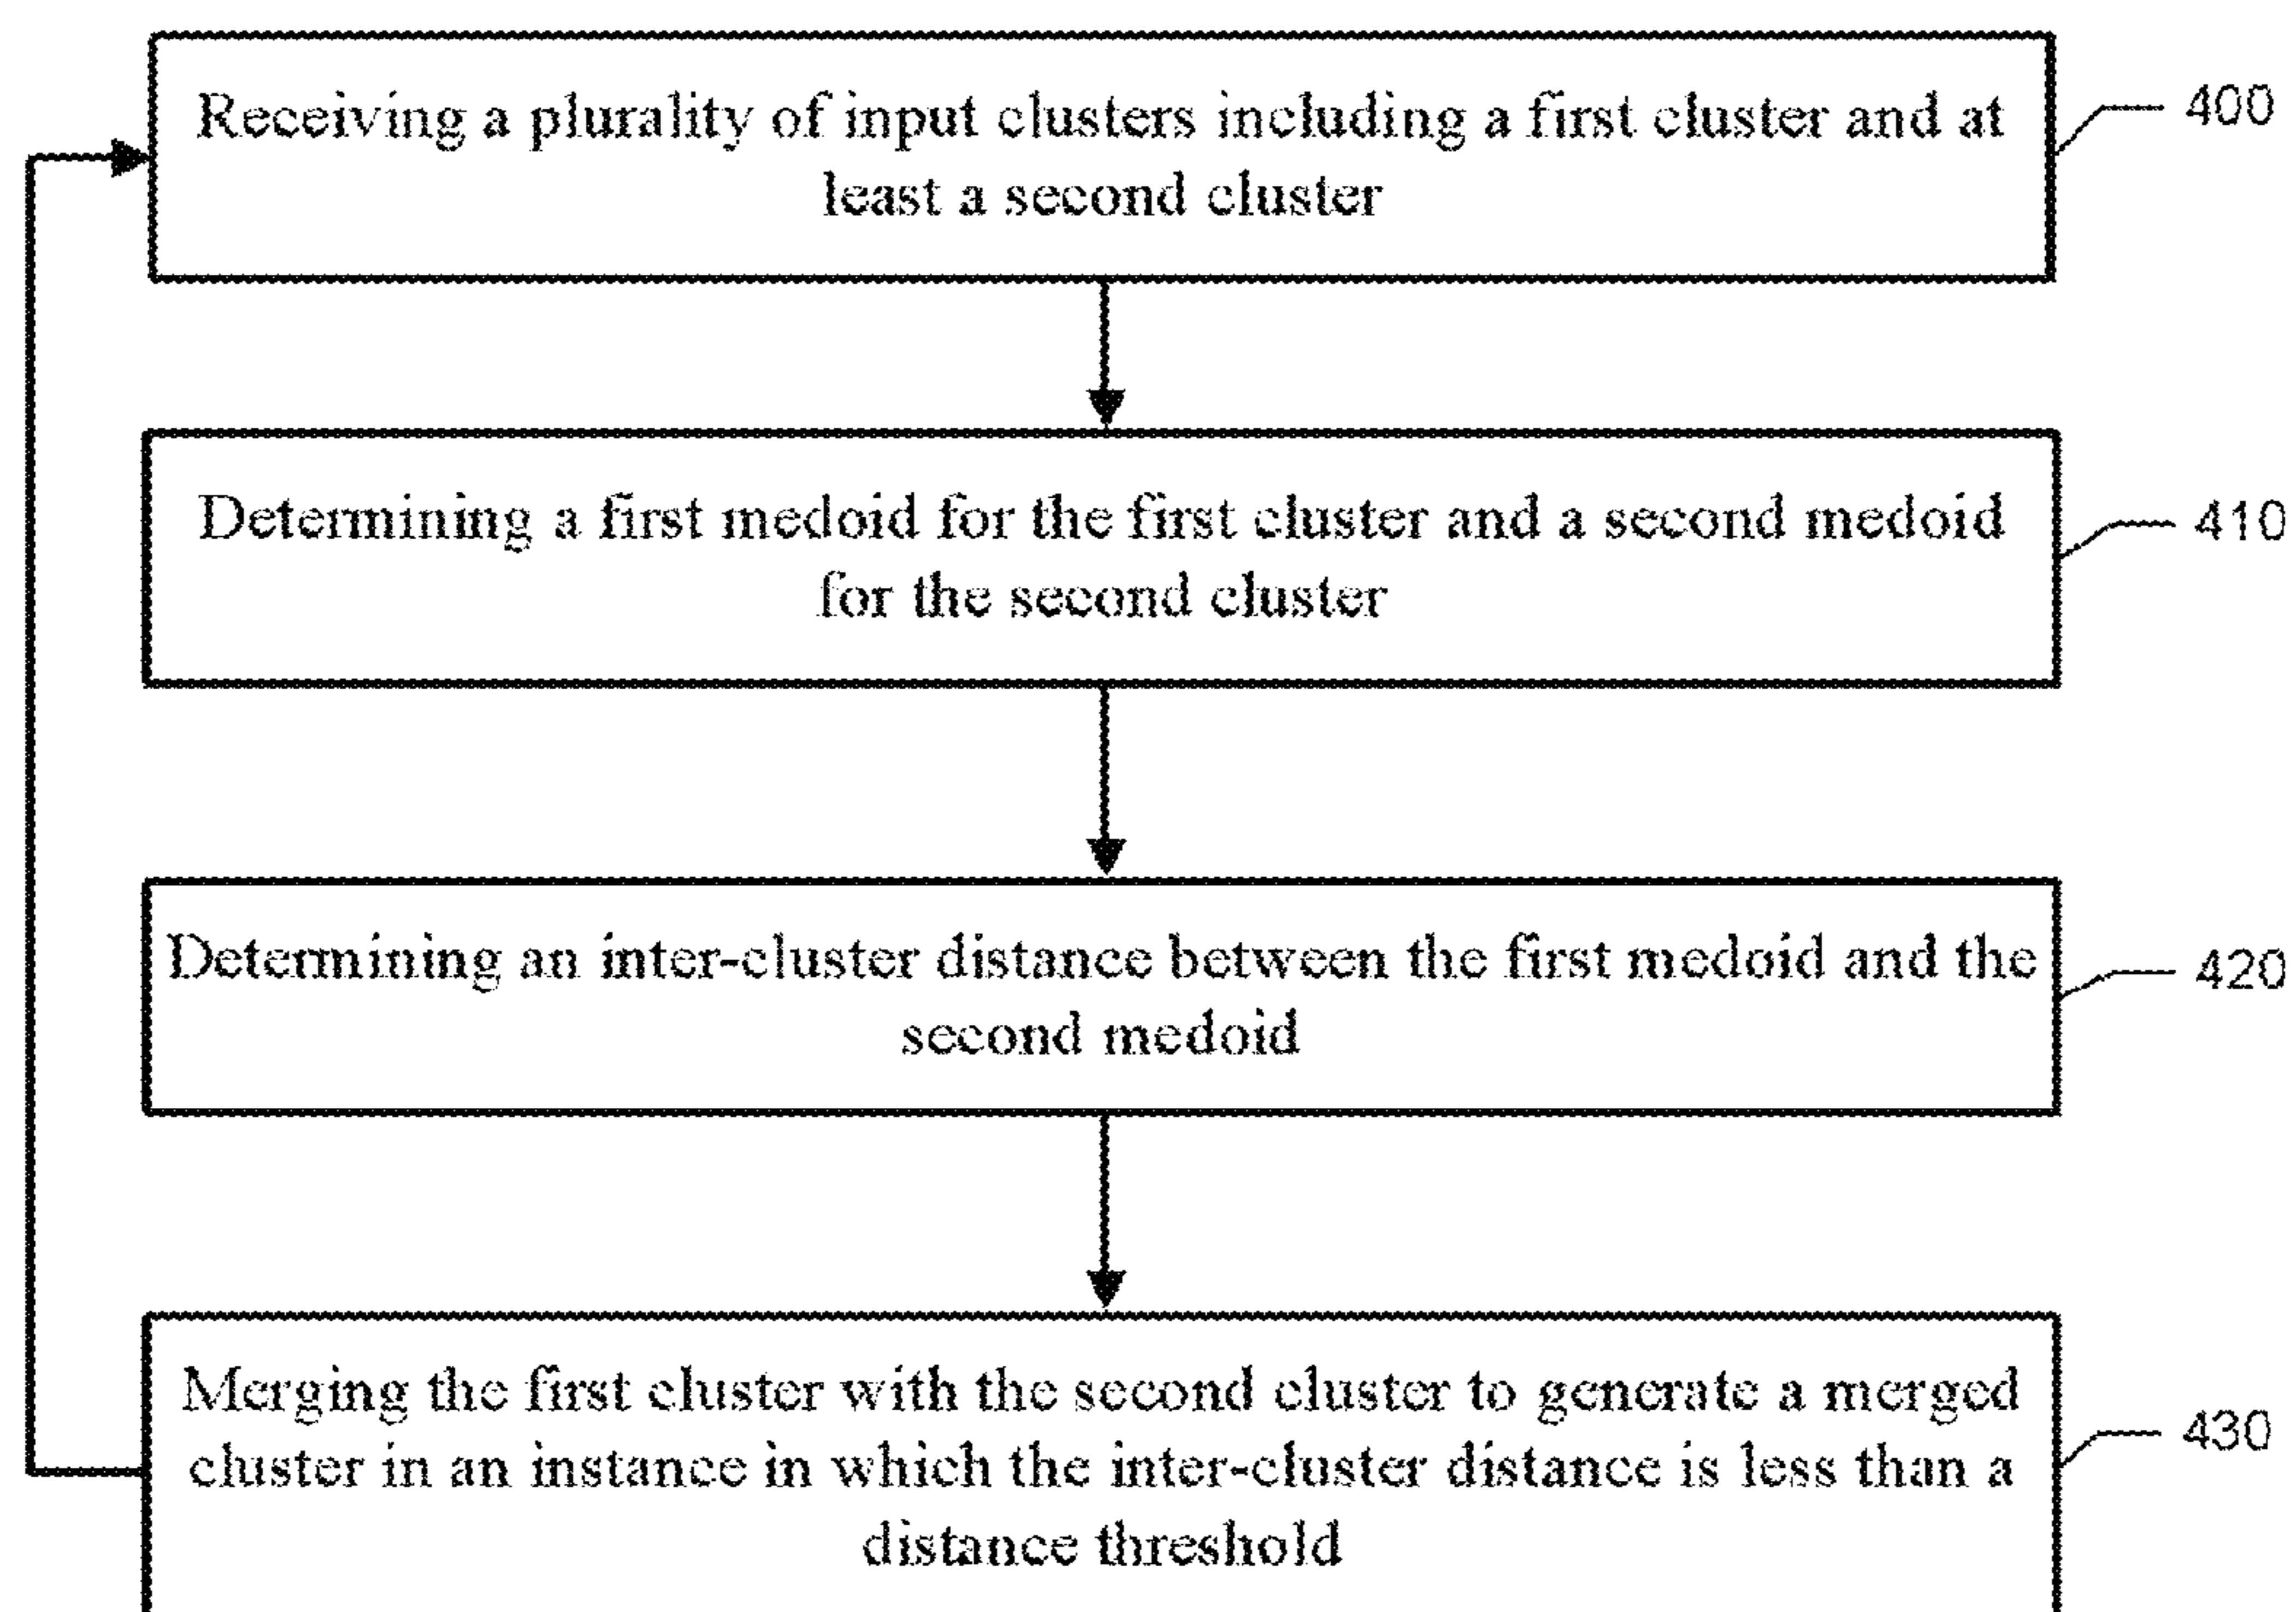 Receiving a plurality of input clusters including a first cluster and at
least a second cluster
400
Determining a first medoid for the first cluster and a second medoid
for the second cluster
410
Determining an inter-cluster distance between the first medoid and the
second medoid
420
Merging the first cluster with the second cluster to generate a merged
cluster in an instance in which the inter-cluster distance is less than a
distance threshold
430